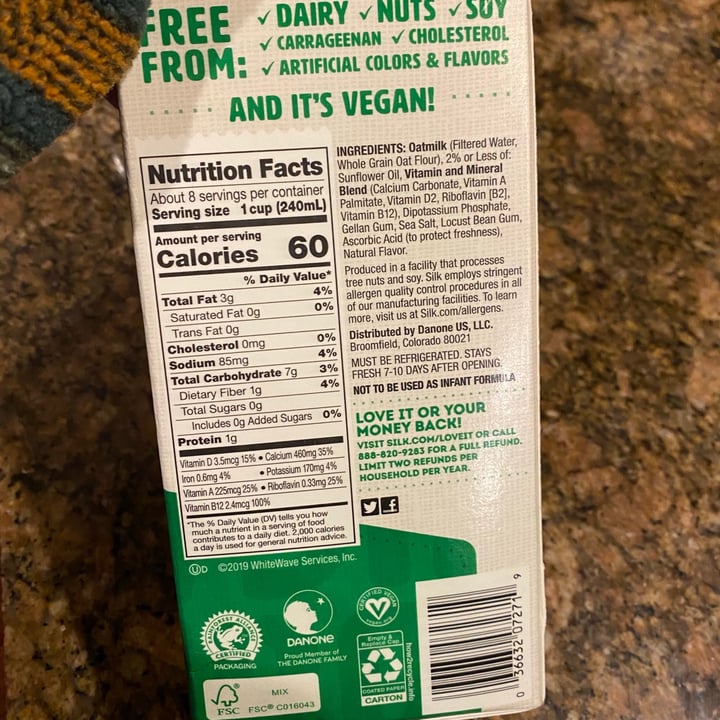 FREE
FROM:
✓ DAIRY ✓ NUTS ✓ SOY
✓ CARRAGEENAN ✓ CHOLESTEROL
✓ ARTIFICIAL COLORS & FLAVORS
AND IT'S VEGAN!
Nutrition Facts
About 8 servings per container
Serving size 1 cup (240mL)
Amount per serving
Calories 60
% Daily Value*
Total Fat 3g 4%
Saturated Fat 0g 0%
Trans Fat 0g
Cholesterol 0mg 0%
Sodium 85mg 4%
Total Carbohydrate 7g 3%
Dietary Fiber 1g 4%
Total Sugars 0g
Includes 0g Added Sugars 0%
Protein 1g
Vitamin D 3.5mcg 15% • Calcium 460mg 35%
Iron 0.6mg 4% • Potassium 170mg 4%
Vitamin A 225mcg 25% • Riboflavin 0.33mg 25%
Vitamin B12 2.4mcg 100%
*The % Daily Value (DV) tells you how
much a nutrient in a serving of food
contributes to a daily diet. 2,000 calories
a day is used for general nutrition advice.
INGREDIENTS: Oatmilk (Filtered Water,
Whole Grain Oat Flour), 2% or Less of:
Sunflower Oil, Vitamin and Mineral
Blend (Calcium Carbonate, Vitamin A
Palmitate, Vitamin D2, Riboflavin [B2],
Vitamin B12), Dipotassium Phosphate,
Gellan Gum, Sea Salt, Locust Bean Gum,
Ascorbic Acid (to protect freshness),
Natural Flavor.
Produced in a facility that processes
tree nuts and soy. Silk employs stringent
allergen quality control procedures in all
of our manufacturing facilities. To learn
more, visit us at Silk.com/allergens.
Distributed by Danone US, LLC.
Broomfield, Colorado 80021
MUST BE REFRIGERATED. STAYS
FRESH 7-10 DAYS AFTER OPENING.
NOT TO BE USED AS INFANT FORMULA
LOVE IT OR YOUR
MONEY BACK!
VISIT SILK.COM/LOVEIT OR CALL
888-820-9283 FOR A FULL REFUND.
LIMIT TWO REFUNDS PER
HOUSEHOLD PER YEAR.
UD ©2019 WhiteWave Services, Inc.
RAINFOREST ALLIANCE
CERTIFIED
PACKAGING
DANONE
Proud Member of
THE DANONE FAMILY
CERTIFIED VEGAN
Empty &
Replace Cap
COATED PAPER
CARTON
how2recycle.info
FSC
MIX
FSC® C016043
0 36632 07271 9